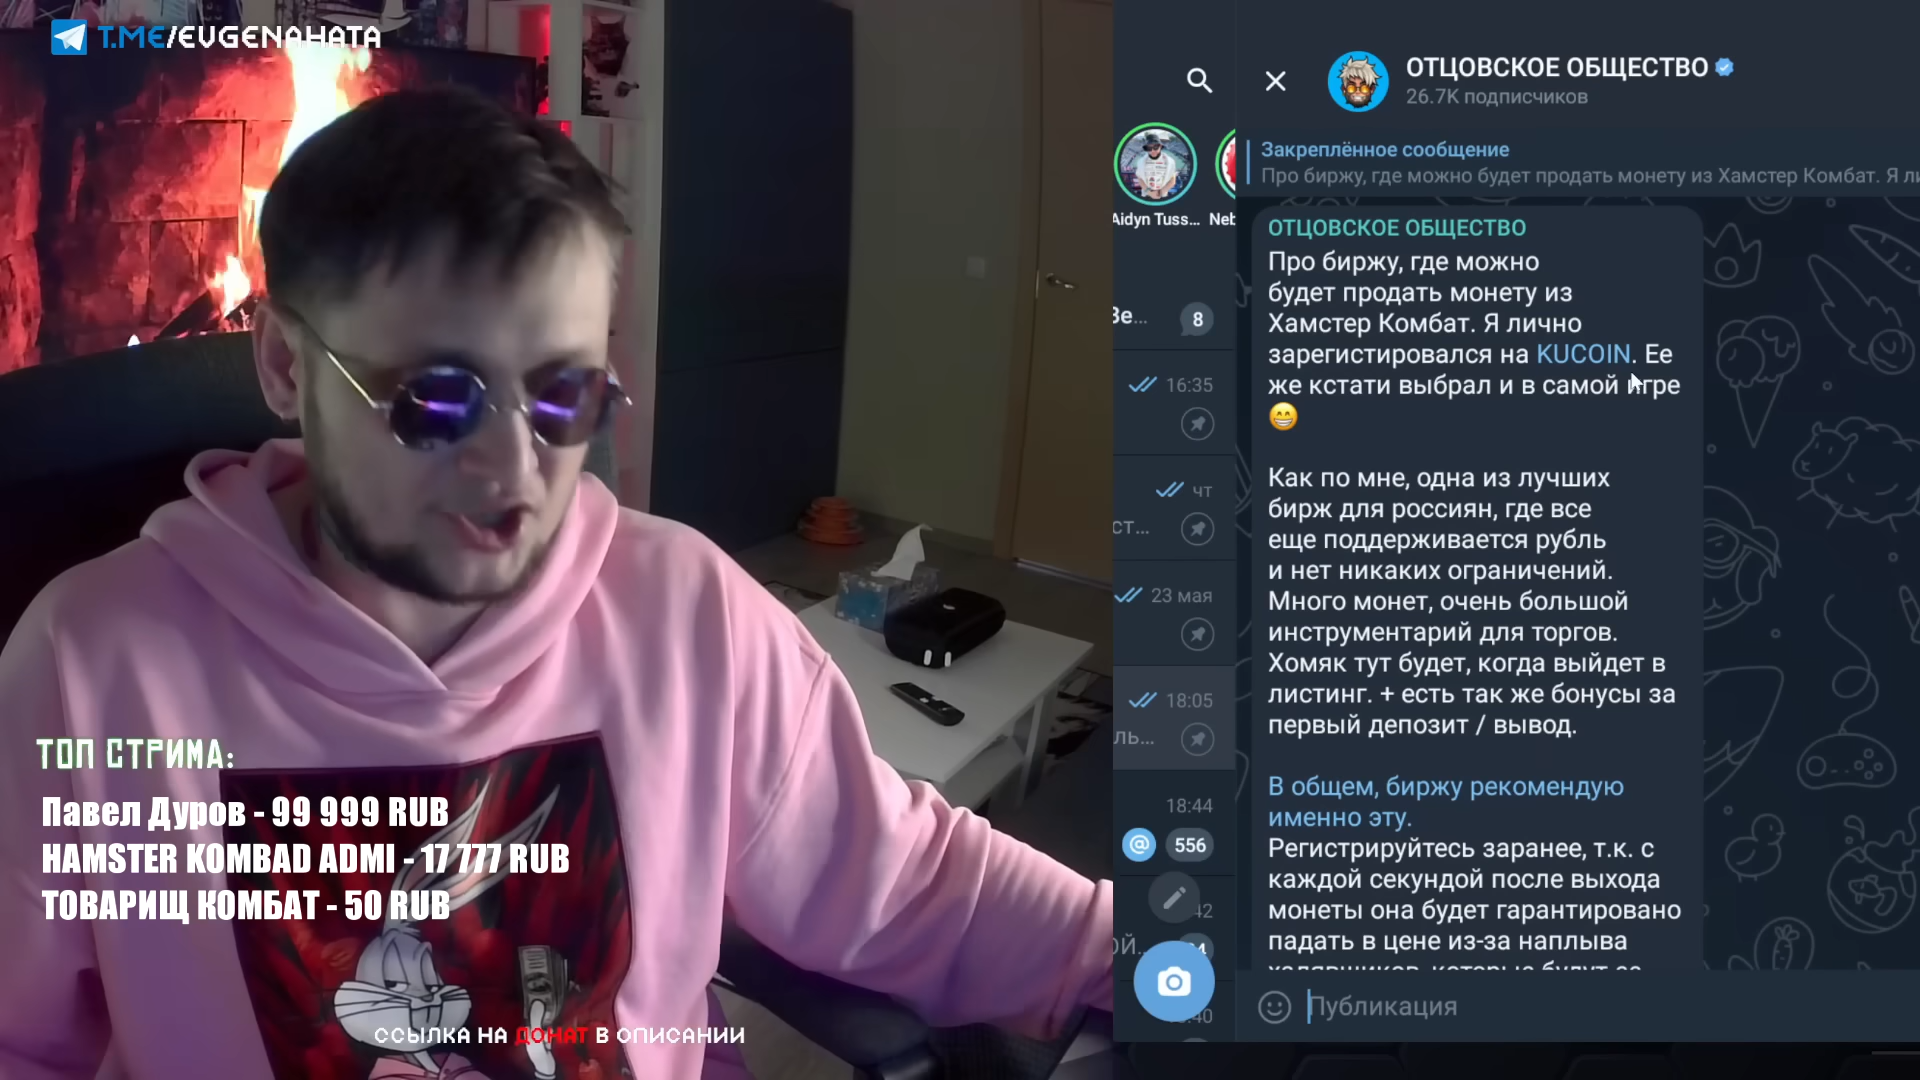 T.ME/EVGENAHATA
ТОП СТРИМА:
Павел Дуров - 99 999 RUB
HAMSTER KOMBAD ADMI - 17 777 RUB
ТОВАРИЩ КОМБАТ - 50 RUB
ССЫЛКА НА ДОНАТ В ОПИСАНИИ
Aidyn Tuss...
Neb
Зе...
8
16:35
чт
ст...
23 мая
18:05
ль...
18:44
@
556
42
ой...
:40
ОТЦОВСКОЕ ОБЩЕСТВО
26.7K подписчиков
Закреплённое сообщение
Про биржу, где можно будет продать монету из Хамстер Комбат. Я ли
ОТЦОВСКОЕ ОБЩЕСТВО
Про биржу, где можно
будет продать монету из
Хамстер Комбат. Я лично
зарегистировался на KUCOIN. Ее
же кстати выбрал и в самой игре
😁
Как по мне, одна из лучших
бирж для россиян, где все
еще поддерживается рубль
и нет никаких ограничений.
Много монет, очень большой
инструментарий для торгов.
Хомяк тут будет, когда выйдет в
листинг. + есть так же бонусы за
первый депозит / вывод.
В общем, биржу рекомендую
именно эту.
Регистрируйтесь заранее, т.к. с
каждой секундой после выхода
монеты она будет гарантировано
падать в цене из-за наплыва
Публикация